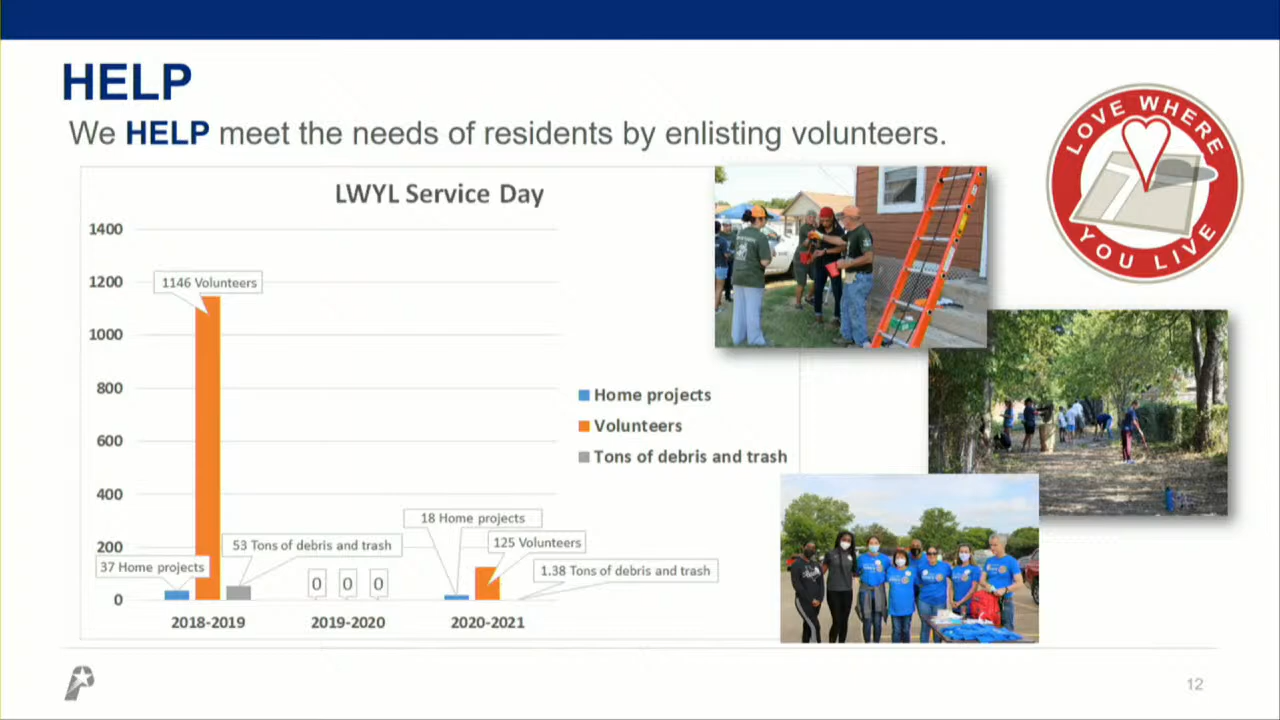 HELP
We HELP meet the needs of residents by enlisting volunteers.
LOVE WHERE
YOU LIVE
LWYL Service Day
1400
1200
1000
800
600
400
200
0
1146 Volunteers
37 Home projects
53 Tons of debris and trash
0 0 0
18 Home projects
125 Volunteers
1.38 Tons of debris and trash
2018-2019 2019-2020 2020-2021
Home projects
Volunteers
Tons of debris and trash
12